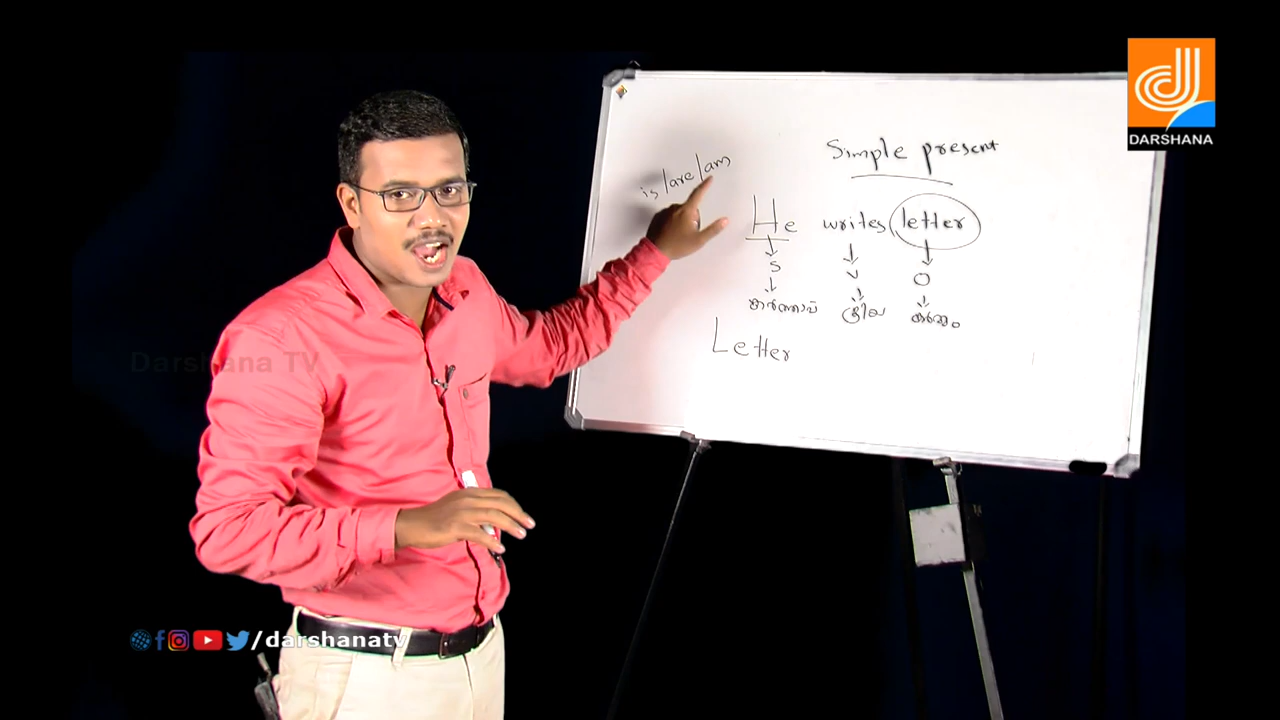 DARSHANA
Simple present
is/are/am
He writes letter
S V O
കർത്താവ് ക്രിയ കർമ്മം
Letter
Darshana TV
/darshanatv